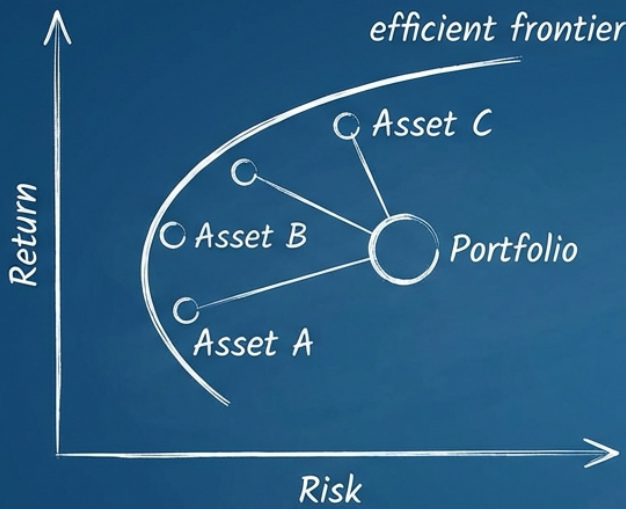 efficient frontier
Asset C
Return
Asset B
Portfolio
Asset A
Risk